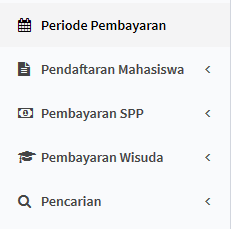 Periode Pembayaran
Pendaftaran Mahasiswa
Pembayaran SPP
Pembayaran Wisuda
Pencarian